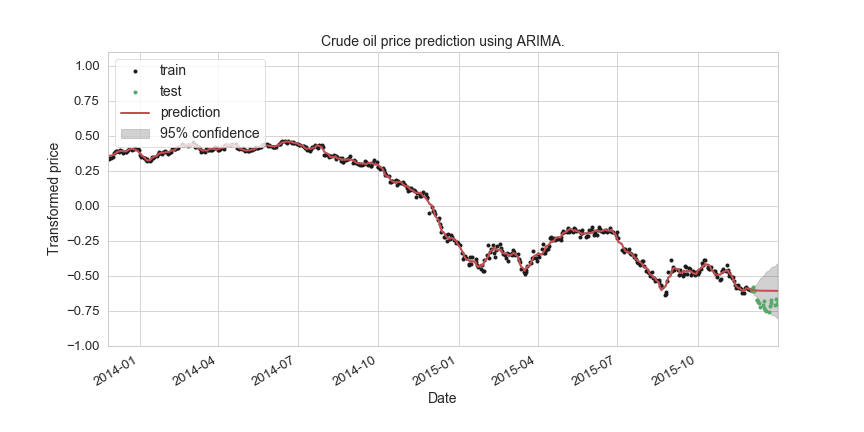 Crude oil price prediction using ARIMA.
1.00
0.75
0.50
0.25
0.00
−0.25
−0.50
−0.75
−1.00
Transformed price
train
test
prediction
95% confidence
2014-01
2014-04
2014-07
2014-10
2015-01
2015-04
2015-07
2015-10
Date